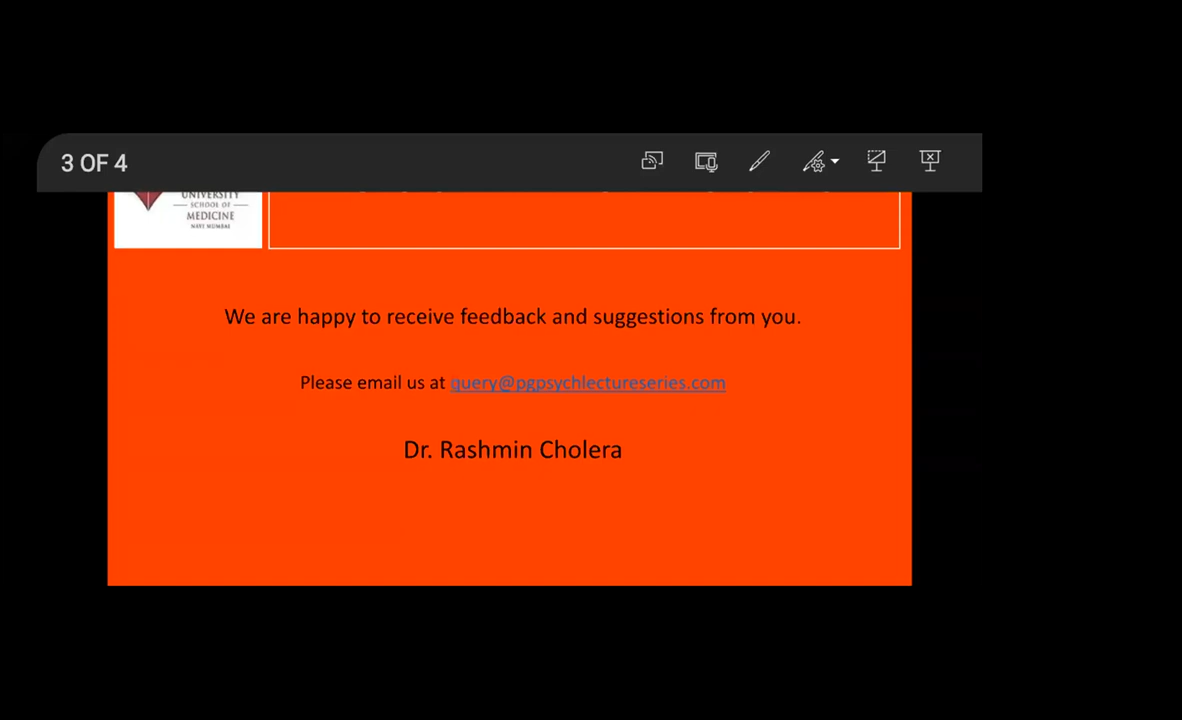 3 OF 4
UNIVERSITY
SCHOOL OF
MEDICINE
NAVI MUMBAI
We are happy to receive feedback and suggestions from you.
Please email us at query@pgpsychlectureseries.com
Dr. Rashmin Cholera